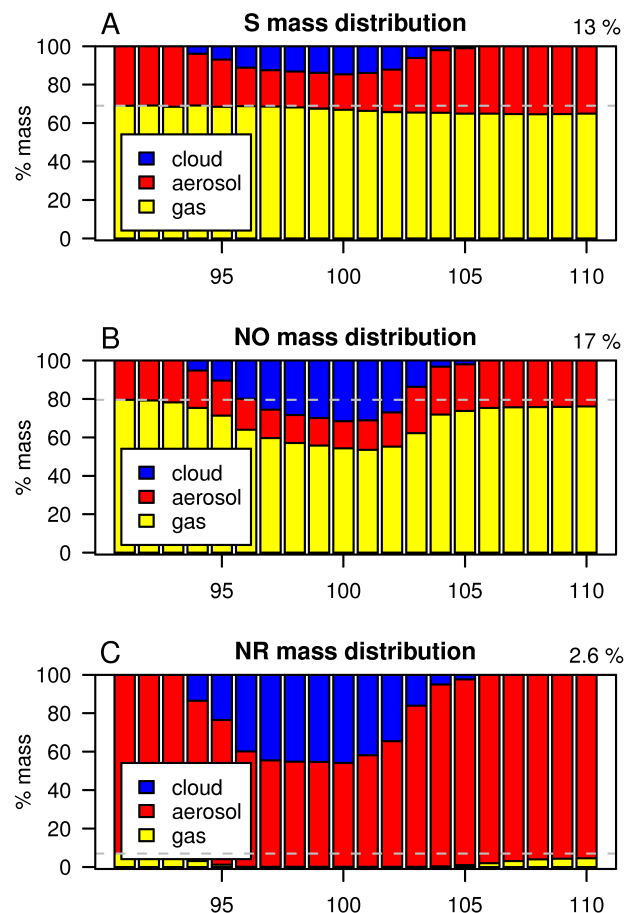 A S mass distribution 13 %
100
80
60
40
20
0
% mass
cloud
aerosol
gas
95 100 105 110
B NO mass distribution 17 %
100
80
60
40
20
0
% mass
cloud
aerosol
gas
95 100 105 110
C NR mass distribution 2.6 %
100
80
60
40
20
0
% mass
cloud
aerosol
gas
95 100 105 110